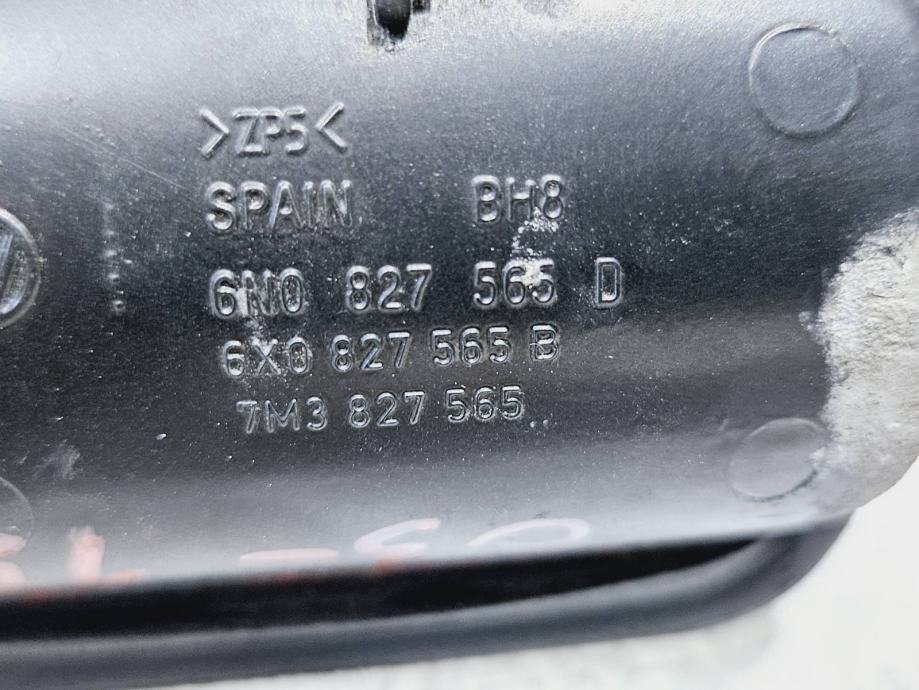 >ZP5<
SPAIN BH8
6N0 827 565 D
6X0 827 565 B
7M3 827 565